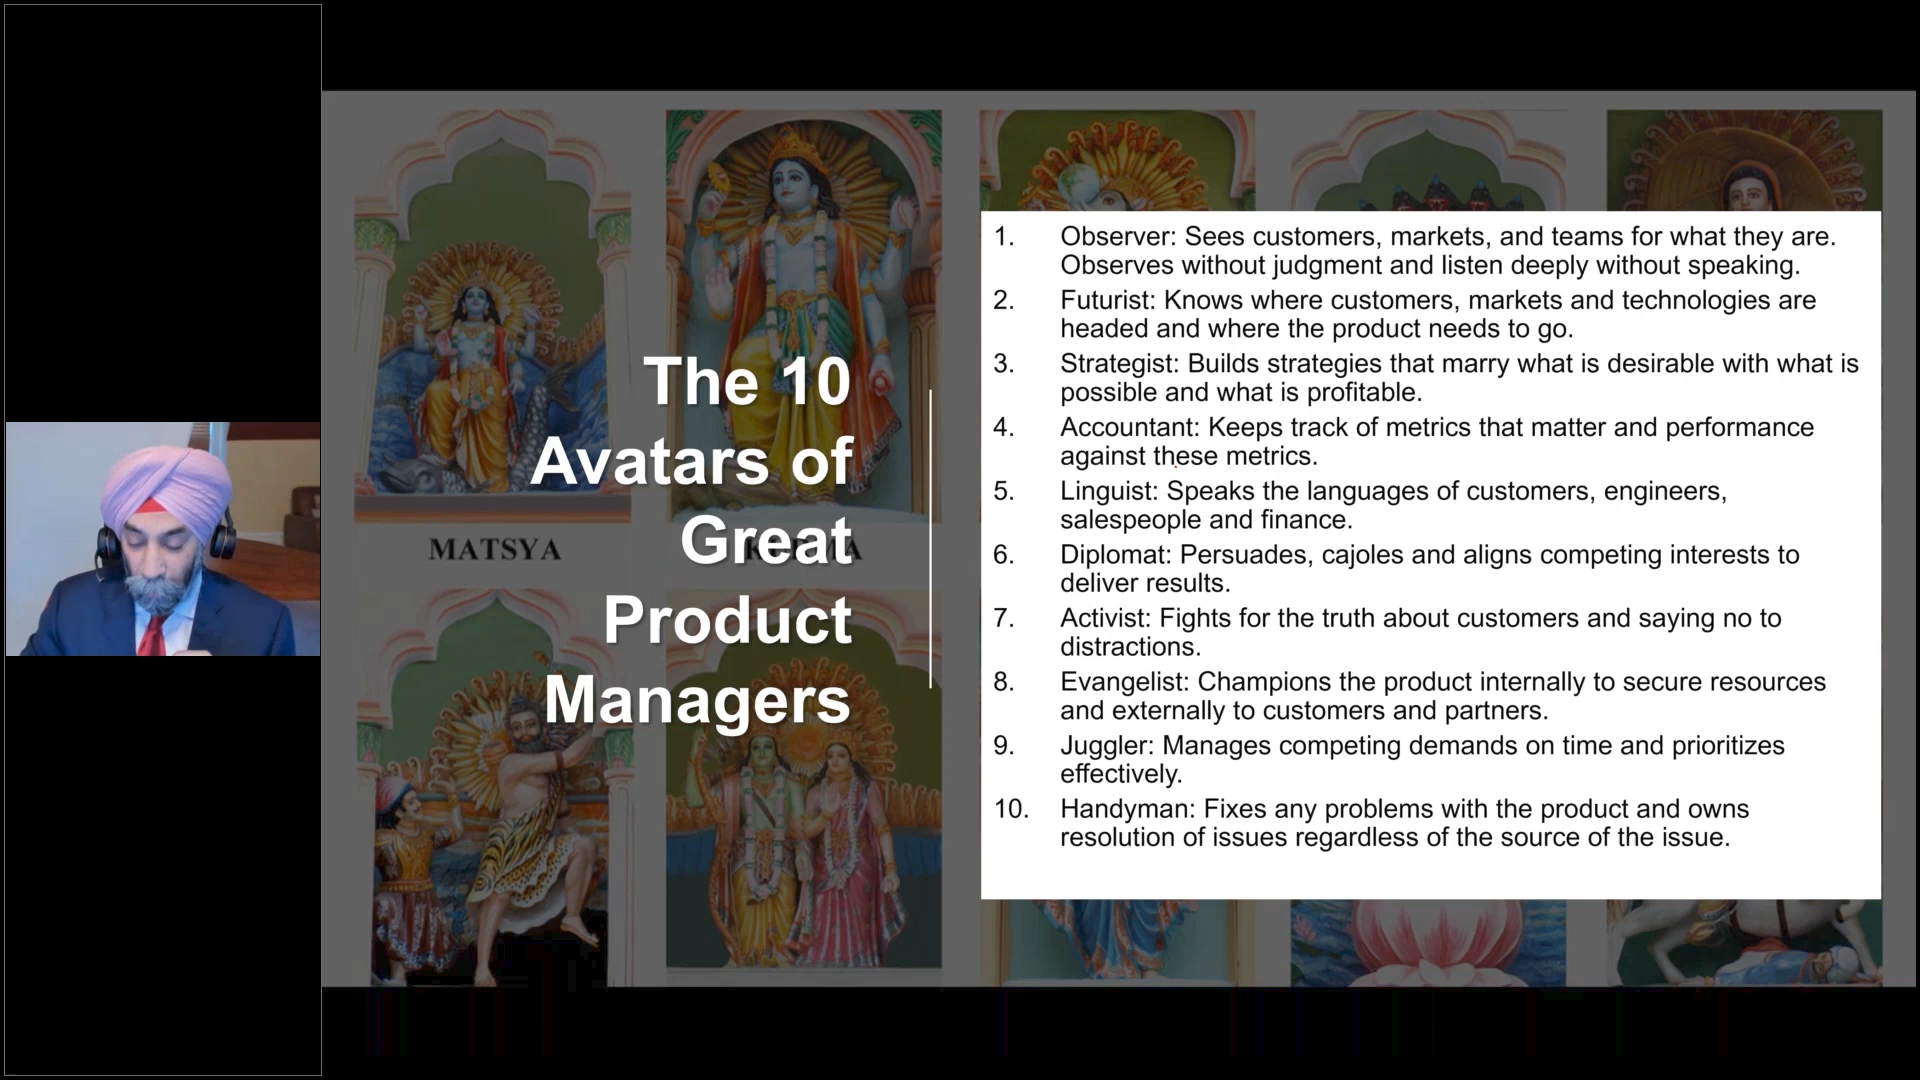 The 10
Avatars of
Great
Product
Managers
MATSYA
1. Observer: Sees customers, markets, and teams for what they are.
Observes without judgment and listen deeply without speaking.
2. Futurist: Knows where customers, markets and technologies are
headed and where the product needs to go.
3. Strategist: Builds strategies that marry what is desirable with what is
possible and what is profitable.
4. Accountant: Keeps track of metrics that matter and performance
against these metrics.
5. Linguist: Speaks the languages of customers, engineers,
salespeople and finance.
6. Diplomat: Persuades, cajoles and aligns competing interests to
deliver results.
7. Activist: Fights for the truth about customers and saying no to
distractions.
8. Evangelist: Champions the product internally to secure resources
and externally to customers and partners.
9. Juggler: Manages competing demands on time and prioritizes
effectively.
10. Handyman: Fixes any problems with the product and owns
resolution of issues regardless of the source of the issue.